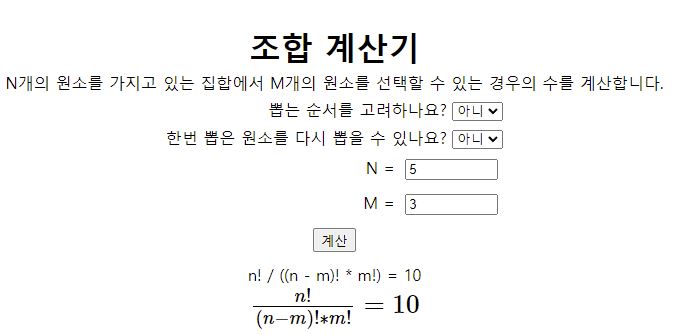 조합 계산기
N개의 원소를 가지고 있는 집합에서 M개의 원소를 선택할 수 있는 경우의 수를 계산합니다.
뽑는 순서를 고려하나요? 아니
한번 뽑은 원소를 다시 뽑을 수 있나요? 아니
N = 5
M = 3
계산
n! / ((n - m)! * m!) = 10
n!
(n−m)!∗m! = 10